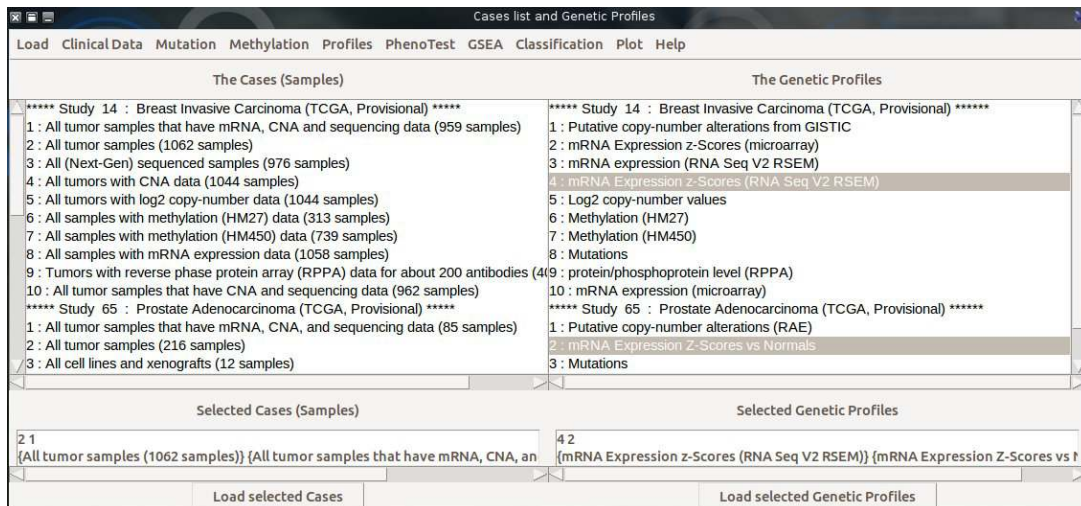 Cases list and Genetic Profiles
Load Clinical Data Mutation Methylation Profiles PhenoTest GSEA Classification Plot Help
The Cases (Samples)
***** Study 14 : Breast Invasive Carcinoma (TCGA, Provisional) *****
1 : All tumor samples that have mRNA, CNA and sequencing data (959 samples)
2 : All tumor samples (1062 samples)
3 : All (Next-Gen) sequenced samples (976 samples)
4 : All tumors with CNA data (1044 samples)
5 : All tumors with log2 copy-number data (1044 samples)
6 : All samples with methylation (HM27) data (313 samples)
7 : All samples with methylation (HM450) data (739 samples)
8 : All samples with mRNA expression data (1058 samples)
9 : Tumors with reverse phase protein array (RPPA) data for about 200 antibodies (40
10 : All tumor samples that have CNA and sequencing data (962 samples)
***** Study 65 : Prostate Adenocarcinoma (TCGA, Provisional) *****
1 : All tumor samples that have mRNA, CNA, and sequencing data (85 samples)
2 : All tumor samples (216 samples)
3 : All cell lines and xenografts (12 samples)
The Genetic Profiles
***** Study 14 : Breast Invasive Carcinoma (TCGA, Provisional) ******
1 : Putative copy-number alterations from GISTIC
2 : mRNA Expression z-Scores (microarray)
3 : mRNA expression (RNA Seq V2 RSEM)
4 : mRNA Expression z-Scores (RNA Seq V2 RSEM)
5 : Log2 copy-number values
6 : Methylation (HM27)
7 : Methylation (HM450)
8 : Mutations
9 : protein/phosphoprotein level (RPPA)
10 : mRNA expression (microarray)
***** Study 65 : Prostate Adenocarcinoma (TCGA, Provisional) ******
1 : Putative copy-number alterations (RAE)
2 : mRNA Expression Z-Scores vs Normals
3 : Mutations
Selected Cases (Samples)
2 1
{All tumor samples (1062 samples)} {All tumor samples that have mRNA, CNA, an
Load selected Cases
Selected Genetic Profiles
4 2
{mRNA Expression z-Scores (RNA Seq V2 RSEM)} {mRNA Expression Z-Scores vs
Load selected Genetic Profiles